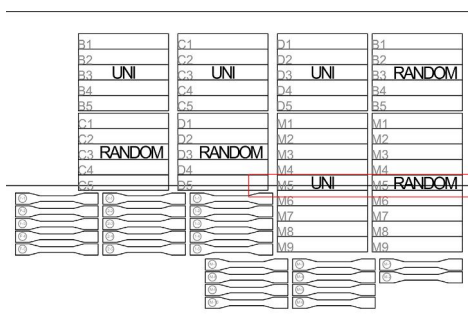 B1 C1 D1 B1
B2 C2 D2 B2
B3 UNI C3 UNI D3 UNI B3 RANDOM
B4 C4 D4 B4
B5 C5 D5 B5
C1 D1 M1 M1
C2 D2 M2 M2
C3 RANDOM D3 RANDOM M3 M3
C4 D4 M4 M4
C5 D5 M5 UNI M5 RANDOM
M6 M6
M7 M7
M8 M8
M9 M9